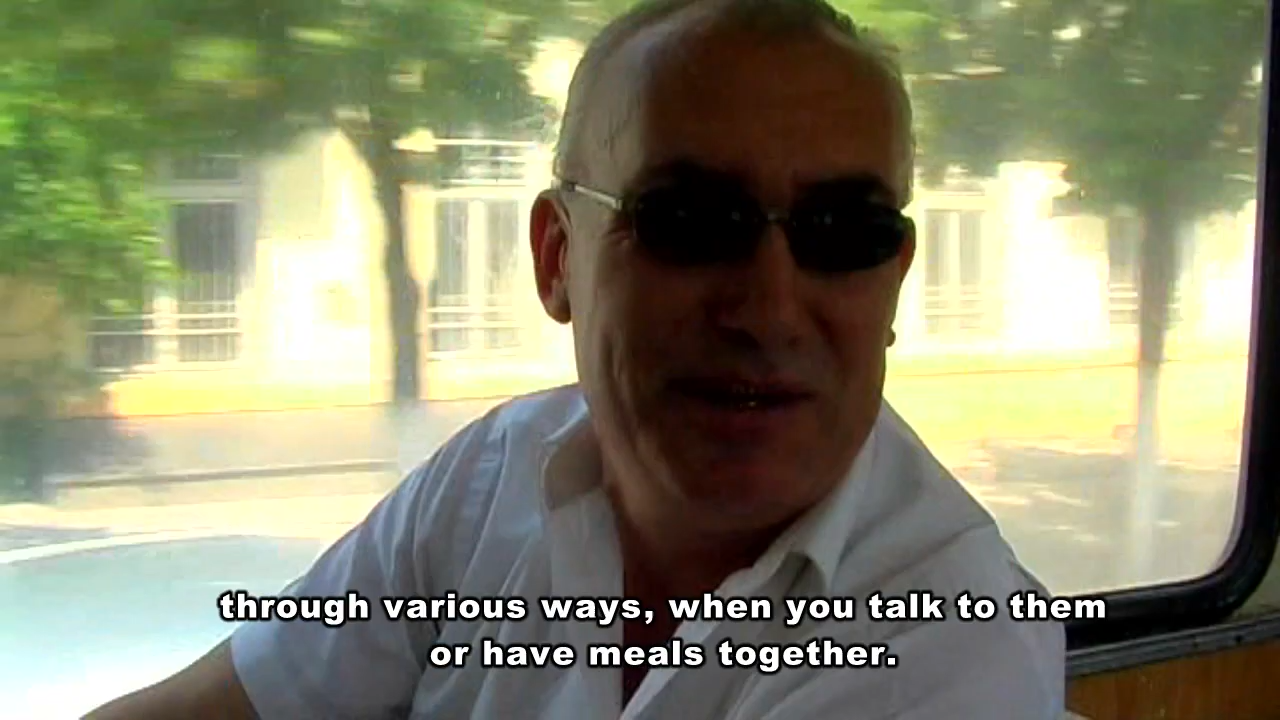 through various ways, when you talk to them
or have meals together.